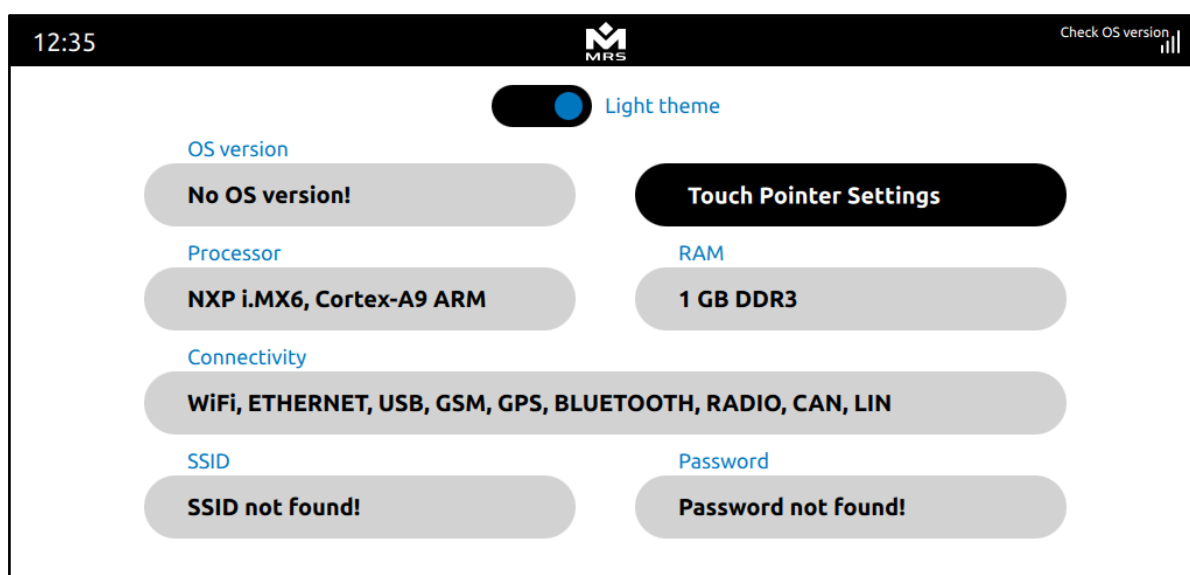 12:35
MRS
Check OS version
Light theme
OS version
No OS version!
Touch Pointer Settings
Processor
RAM
NXP i.MX6, Cortex-A9 ARM
1 GB DDR3
Connectivity
WiFi, ETHERNET, USB, GSM, GPS, BLUETOOTH, RADIO, CAN, LIN
SSID
Password
SSID not found!
Password not found!